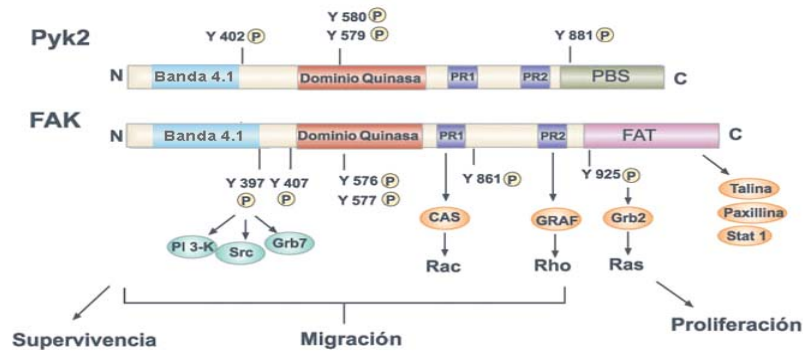 Y 580 P
Pyk2 Y 402 P Y 579 P Y 881 P
N Banda 4.1 Dominio Quinasa PR1 PR2 PBS C
FAK
N Banda 4.1 Dominio Quinasa PR1 PR2 FAT C
Y 397 P Y 407 P Y 576 P Y 861 P Y 925 P
Y 577 P
Talina
Paxillina
Stat 1
PI 3-K Src Grb7 CAS GRAF Grb2
Rac Rho Ras
Supervivencia Migración Proliferación